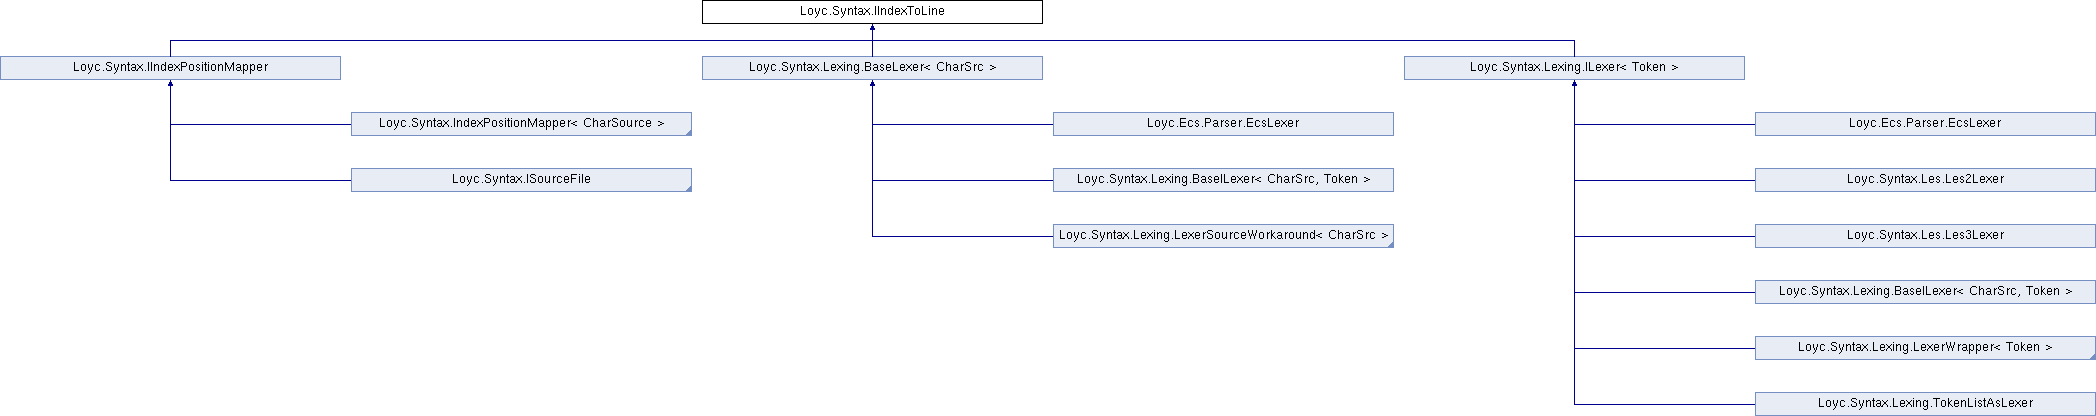 Loyc.Syntax.IIndexToLine
Loyc.Syntax.IIndexPositionMapper
Loyc.Syntax.Lexing.BaseLexer< CharSrc >
Loyc.Syntax.Lexing.ILexer< Token >
Loyc.Syntax.IndexPositionMapper< CharSource >
Loyc.Ecs.Parser.EcsLexer
Loyc.Ecs.Parser.EcsLexer
Loyc.Syntax.ISourceFile
Loyc.Syntax.Lexing.BaseILexer< CharSrc, Token >
Loyc.Syntax.Les.Les2Lexer
Loyc.Syntax.Lexing.LexerSourceWorkaround< CharSrc >
Loyc.Syntax.Les.Les3Lexer
Loyc.Syntax.Lexing.BaseILexer< CharSrc, Token >
Loyc.Syntax.Lexing.LexerWrapper< Token >
Loyc.Syntax.Lexing.TokenListAsLexer